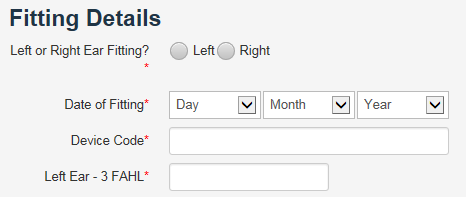 Fitting Details
Left or Right Ear Fitting? Left Right
*
Date of Fitting* Day Month Year
Device Code*
Left Ear - 3 FAHL*